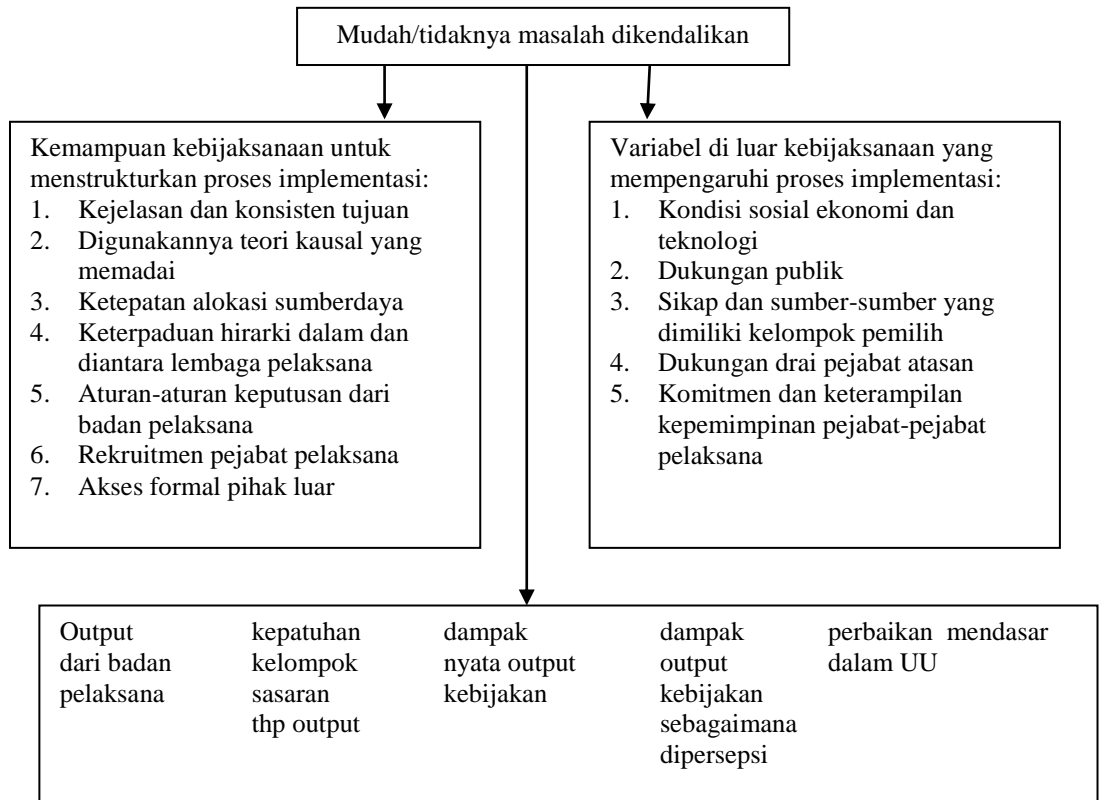 Mudah/tidaknya masalah dikendalikan
Kemampuan kebijaksanaan untuk
menstrukturkan proses implementasi:
1. Kejelasan dan konsisten tujuan
2. Digunakannya teori kausal yang
memadai
3. Ketepatan alokasi sumberdaya
4. Keterpaduan hirarki dalam dan
diantara lembaga pelaksana
5. Aturan-aturan keputusan dari
badan pelaksana
6. Rekruitmen pejabat pelaksana
7. Akses formal pihak luar
Variabel di luar kebijaksanaan yang
mempengaruhi proses implementasi:
1. Kondisi sosial ekonomi dan
teknologi
2. Dukungan publik
3. Sikap dan sumber-sumber yang
dimiliki kelompok pemilih
4. Dukungan drai pejabat atasan
5. Komitmen dan keterampilan
kepemimpinan pejabat-pejabat
pelaksana
Output
dari badan
pelaksana
kepatuhan
kelompok
sasaran
thp output
dampak
nyata output
kebijakan
dampak
output
kebijakan
sebagaimana
dipersepsi
perbaikan mendasar
dalam UU